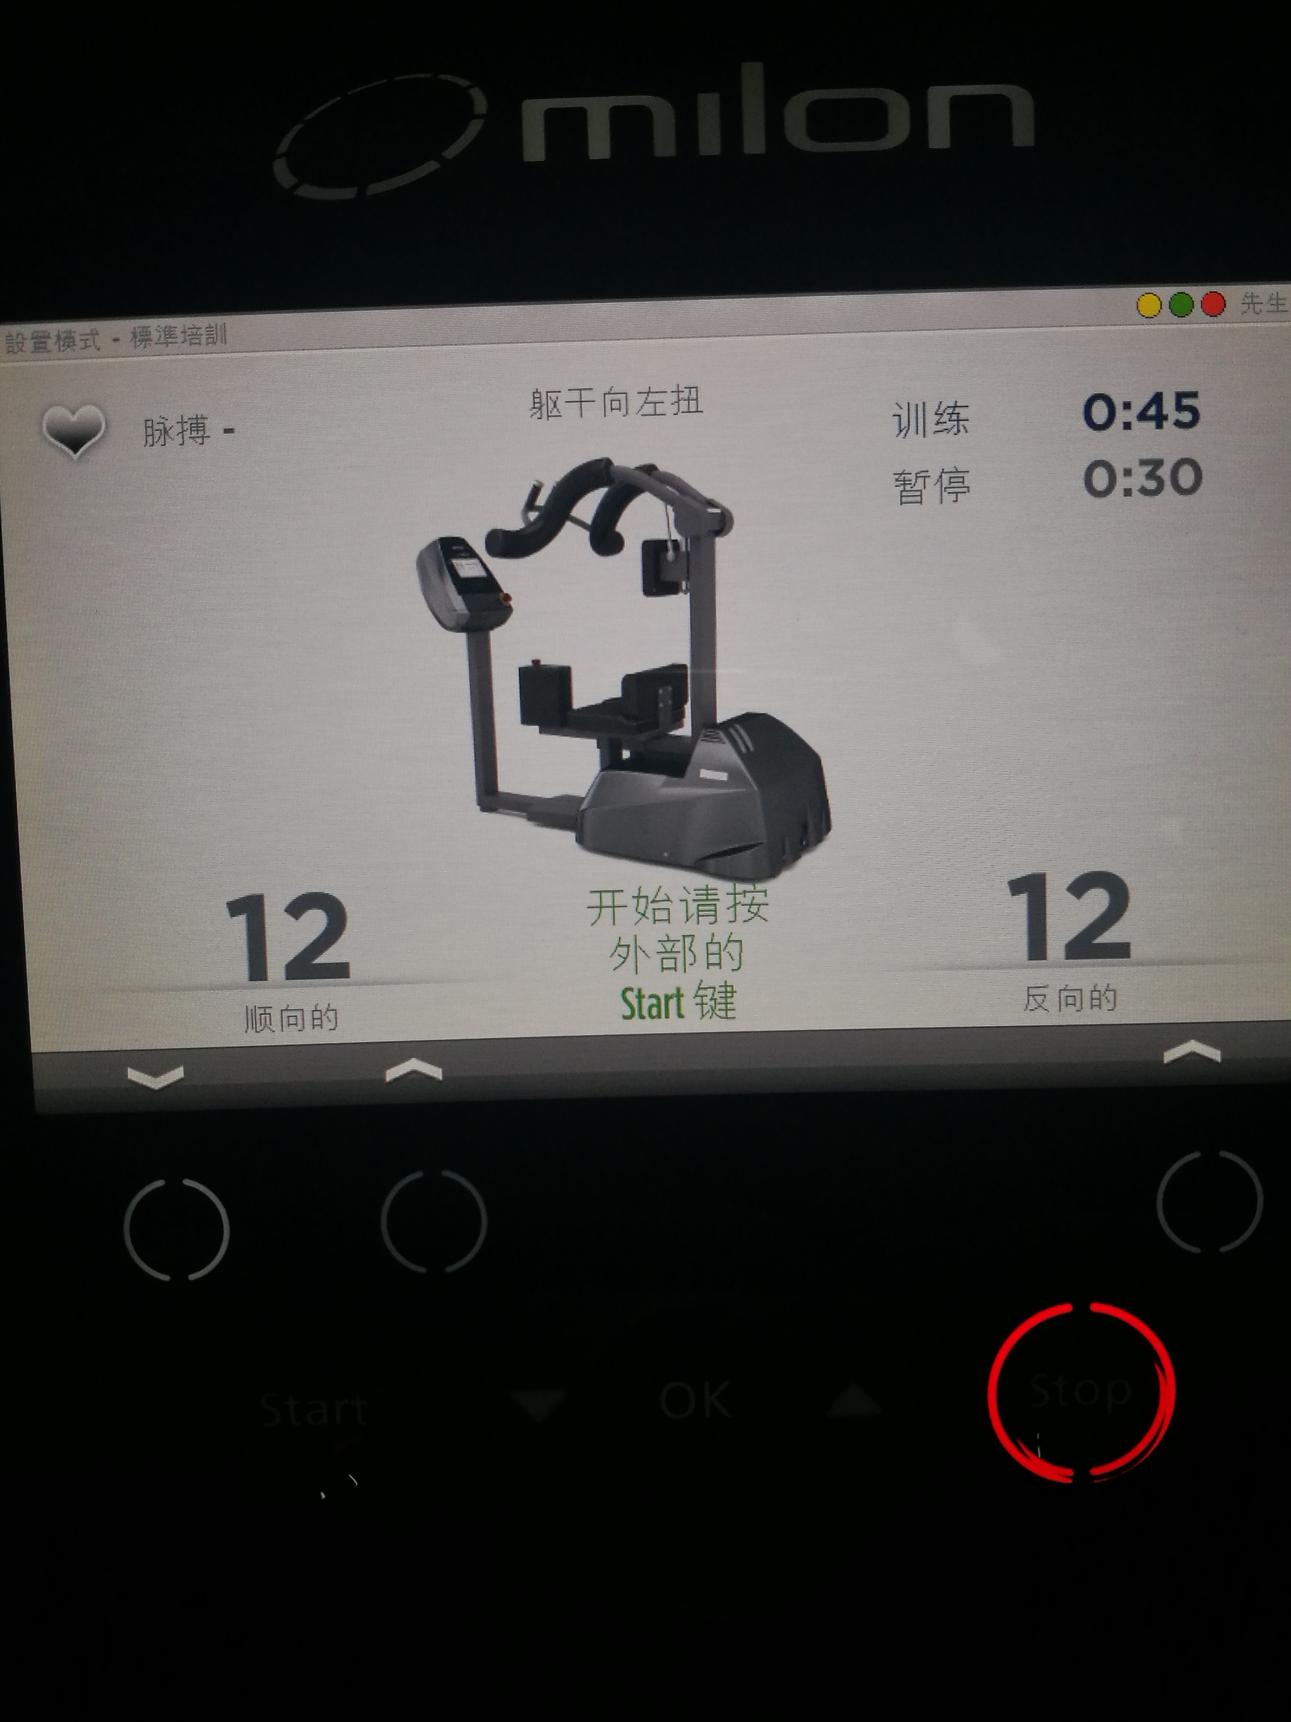 milon
設置模式 - 標準培訓
先生
脉搏 -
躯干向左扭
训练 0:45
暂停 0:30
12
顺向的
开始请按
外部的
Start 键
12
反向的
Start OK Stop